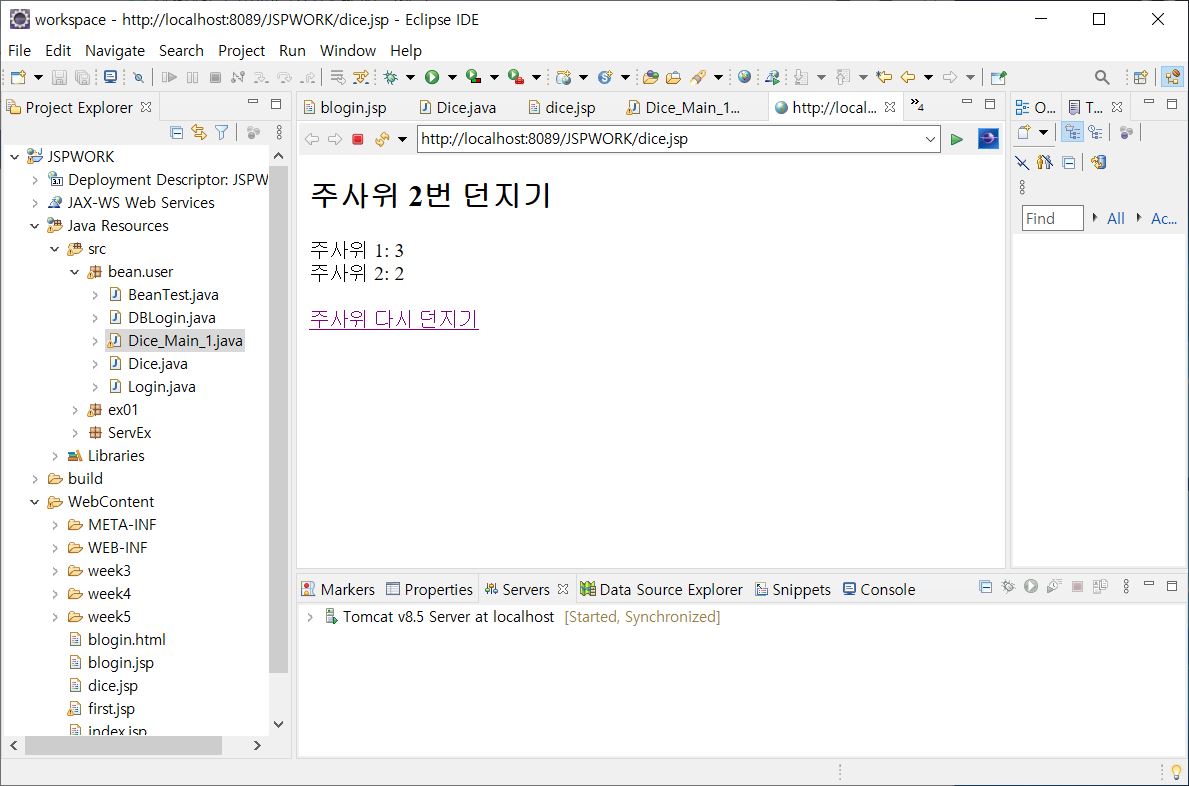 workspace - http://localhost:8089/JSPWORK/dice.jsp - Eclipse IDE
File Edit Navigate Search Project Run Window Help
Project Explorer
blogin.jsp Dice.java dice.jsp Dice_Main_1... http://local... »4
O... T...
http://localhost:8089/JSPWORK/dice.jsp
JSPWORK
Deployment Descriptor: JSPW
JAX-WS Web Services
Java Resources
src
bean.user
BeanTest.java
DBLogin.java
Dice_Main_1.java
Dice.java
Login.java
ex01
ServEx
Libraries
build
WebContent
META-INF
WEB-INF
week3
week4
week5
blogin.html
blogin.jsp
dice.jsp
first.jsp
index.jsp
주사위 2번 던지기
주사위 1: 3
주사위 2: 2
주사위 다시 던지기
Find All Ac...
Markers Properties Servers Data Source Explorer Snippets Console
Tomcat v8.5 Server at localhost [Started, Synchronized]